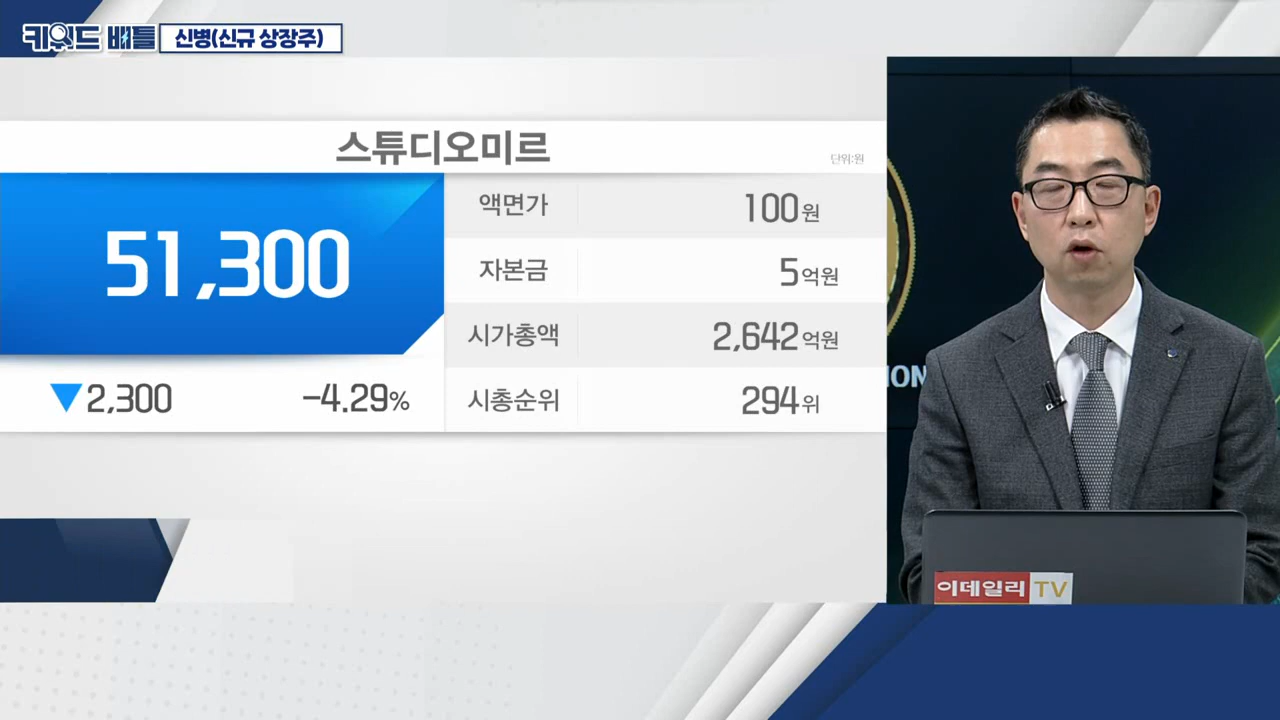 키워드 배틀 신병(신규 상장주)
스튜디오미르
단위:원
51,300
▼2,300 -4.29%
액면가 100원
자본금 5억원
시가총액 2,642억원
시총순위 294위
ION
이데일리TV